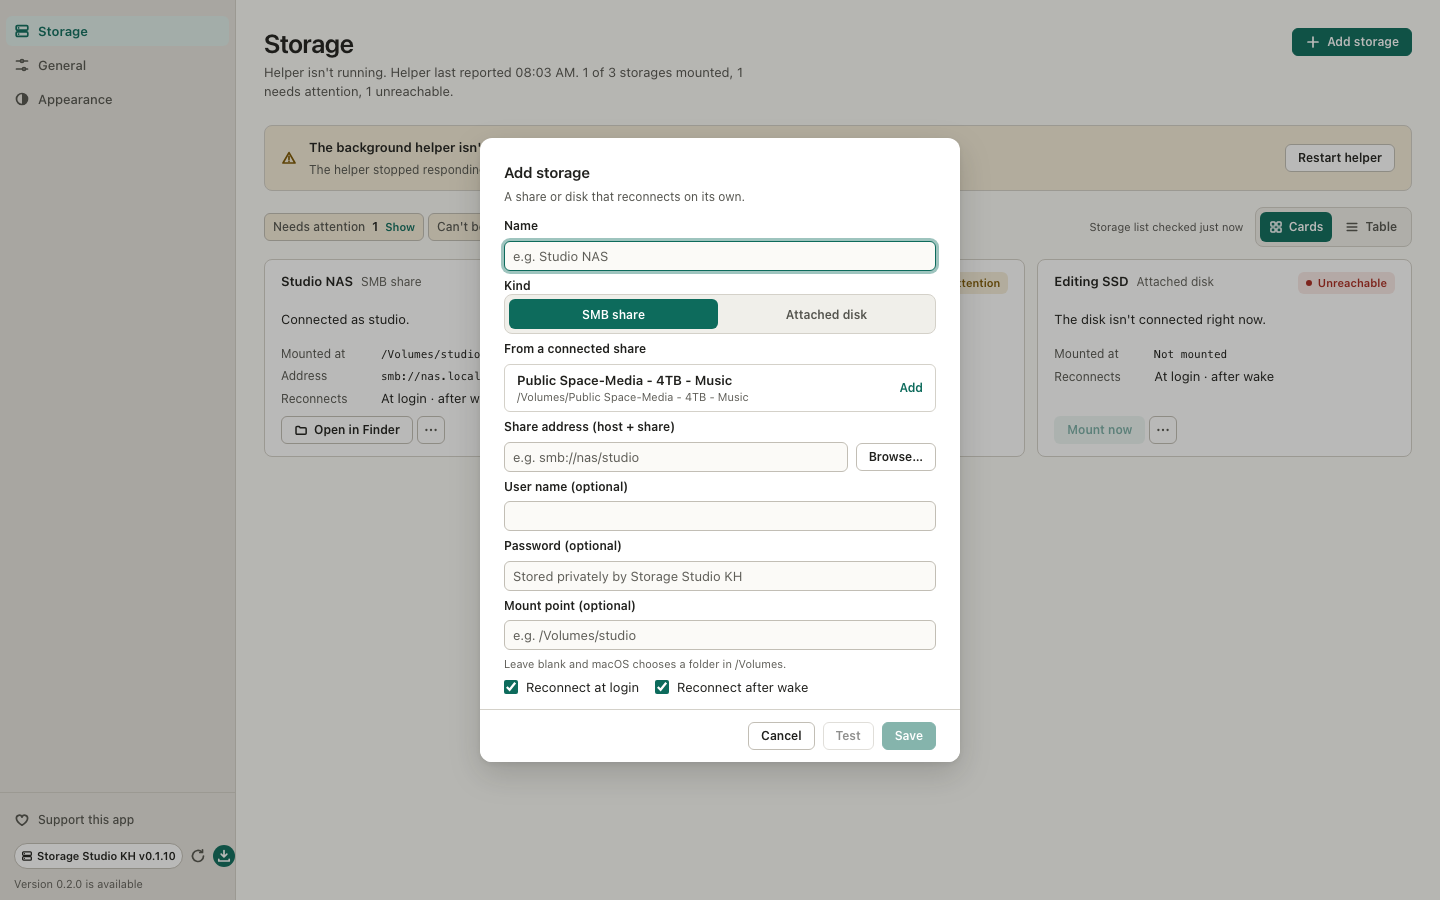 Storage
General
Appearance
Support this app
Storage Studio KH v0.1.10
Version 0.2.0 is available
Storage
Add storage
Helper isn't running. Helper last reported 08:03 AM. 1 of 3 storages mounted, 1
needs attention, 1 unreachable.
The background helper isn'
The helper stopped respondin
Restart helper
Needs attention 1 Show
Can't b
Storage list checked just now
Cards
Table
Studio NAS SMB share
Connected as studio.
Mounted at /Volumes/studio
Address smb://nas.local
Reconnects At login · after w
Open in Finder
tention
Editing SSD Attached disk
Unreachable
The disk isn't connected right now.
Mounted at Not mounted
Reconnects At login · after wake
Mount now
Add storage
A share or disk that reconnects on its own.
Name
e.g. Studio NAS
Kind
SMB share
Attached disk
From a connected share
Public Space-Media - 4TB - Music
/Volumes/Public Space-Media - 4TB - Music
Add
Share address (host + share)
e.g. smb://nas/studio
Browse...
User name (optional)
Password (optional)
Stored privately by Storage Studio KH
Mount point (optional)
e.g. /Volumes/studio
Leave blank and macOS chooses a folder in /Volumes.
Reconnect at login
Reconnect after wake
Cancel
Test
Save